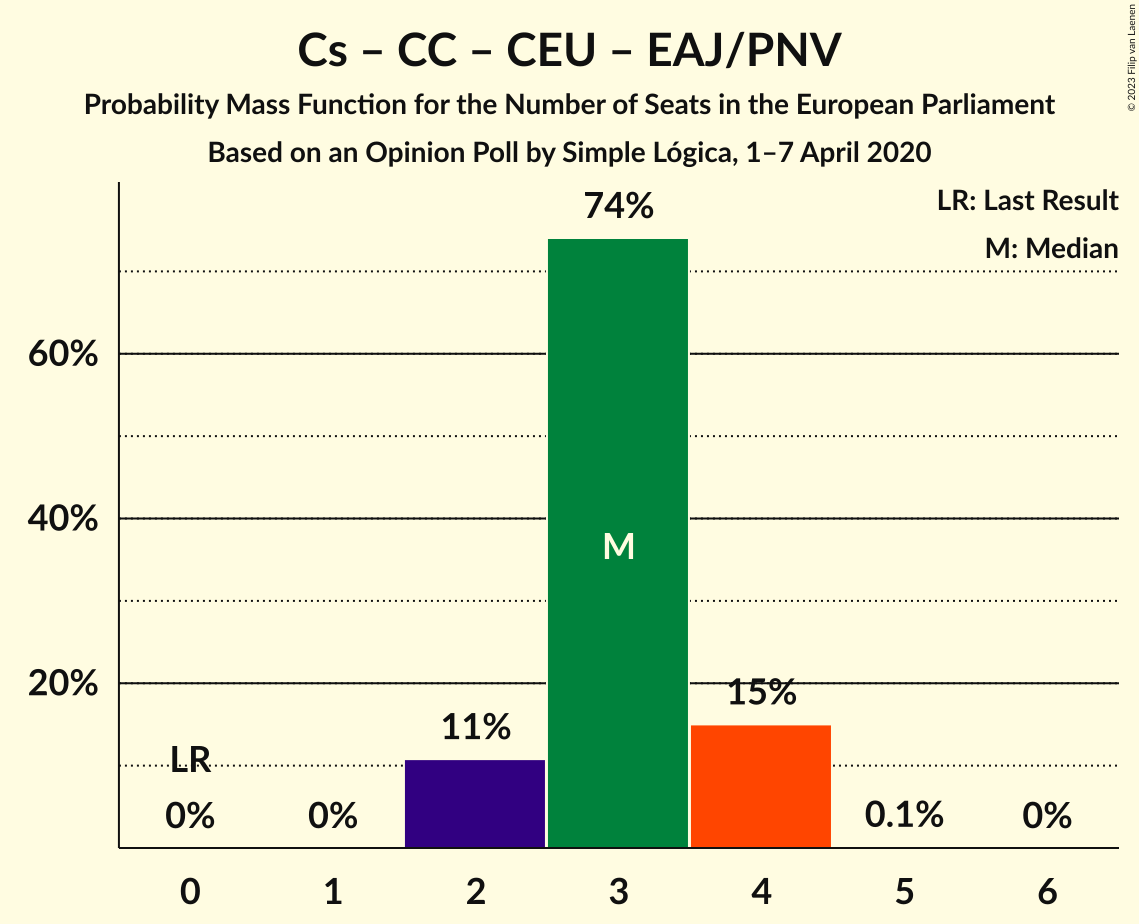 Cs – CC – CEU – EAJ/PNV
Probability Mass Function for the Number of Seats in the European Parliament
Based on an Opinion Poll by Simple Lógica, 1–7 April 2020
© 2023 Filip van Laenen
LR: Last Result
M: Median
74%
60%
40%
20%
M
15%
11%
LR
0%
0%
0.1%
0%
0 1 2 3 4 5 6